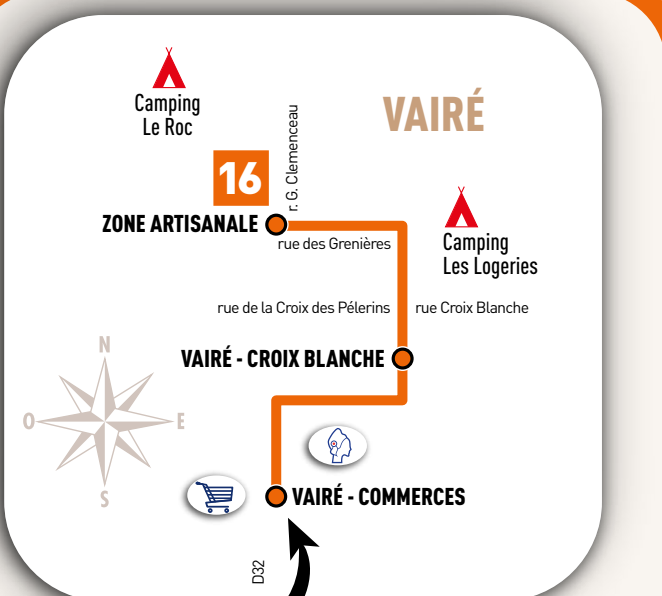 Camping
Le Roc
VAIRÉ
16
r. G. Clemenceau
ZONE ARTISANALE
rue des Grenières
Camping
Les Logeries
rue de la Croix des Pélerins
rue Croix Blanche
N
VAIRÉ - CROIX BLANCHE
O
E
S
VAIRÉ - COMMERCES
D32